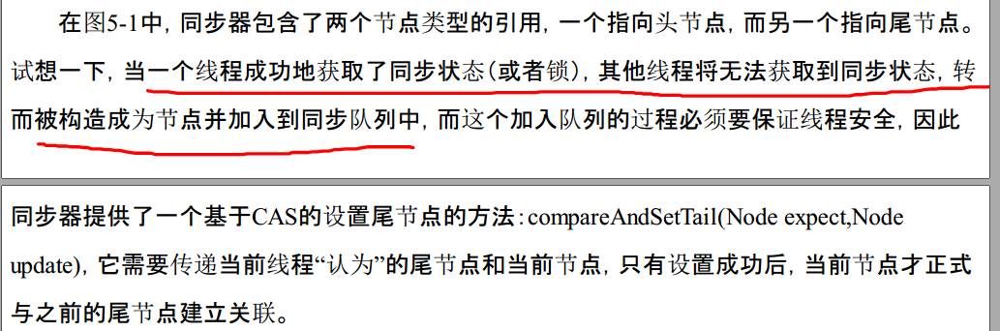 在图5-1中，同步器包含了两个节点类型的引用，一个指向头节点，而另一个指向尾节点。
试想一下，当一个线程成功地获取了同步状态（或者锁），其他线程将无法获取到同步状态，转
而被构造成为节点并加入到同步队列中，而这个加入队列的过程必须要保证线程安全，因此
同步器提供了一个基于CAS的设置尾节点的方法：compareAndSetTail(Node expect,Node
update)，它需要传递当前线程“认为”的尾节点和当前节点，只有设置成功后，当前节点才正式
与之前的尾节点建立关联。